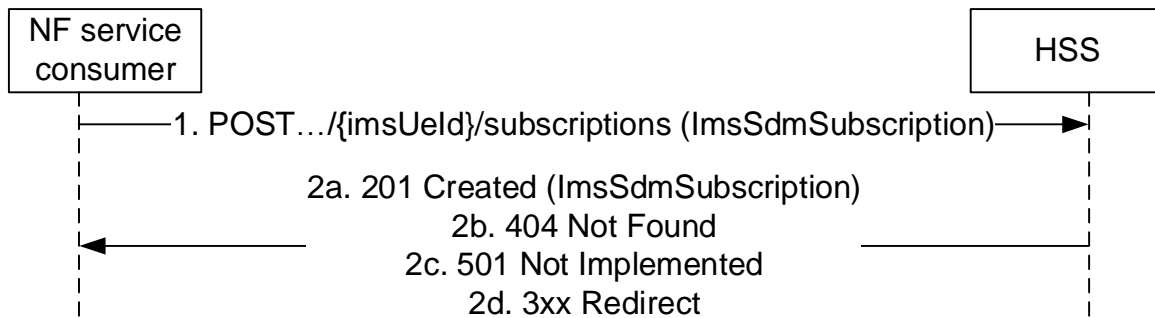 NF service
consumer
HSS
1. POST…/{imsUeId}/subscriptions (ImsSdmSubscription)
2a. 201 Created (ImsSdmSubscription)
2b. 404 Not Found
2c. 501 Not Implemented
2d. 3xx Redirect